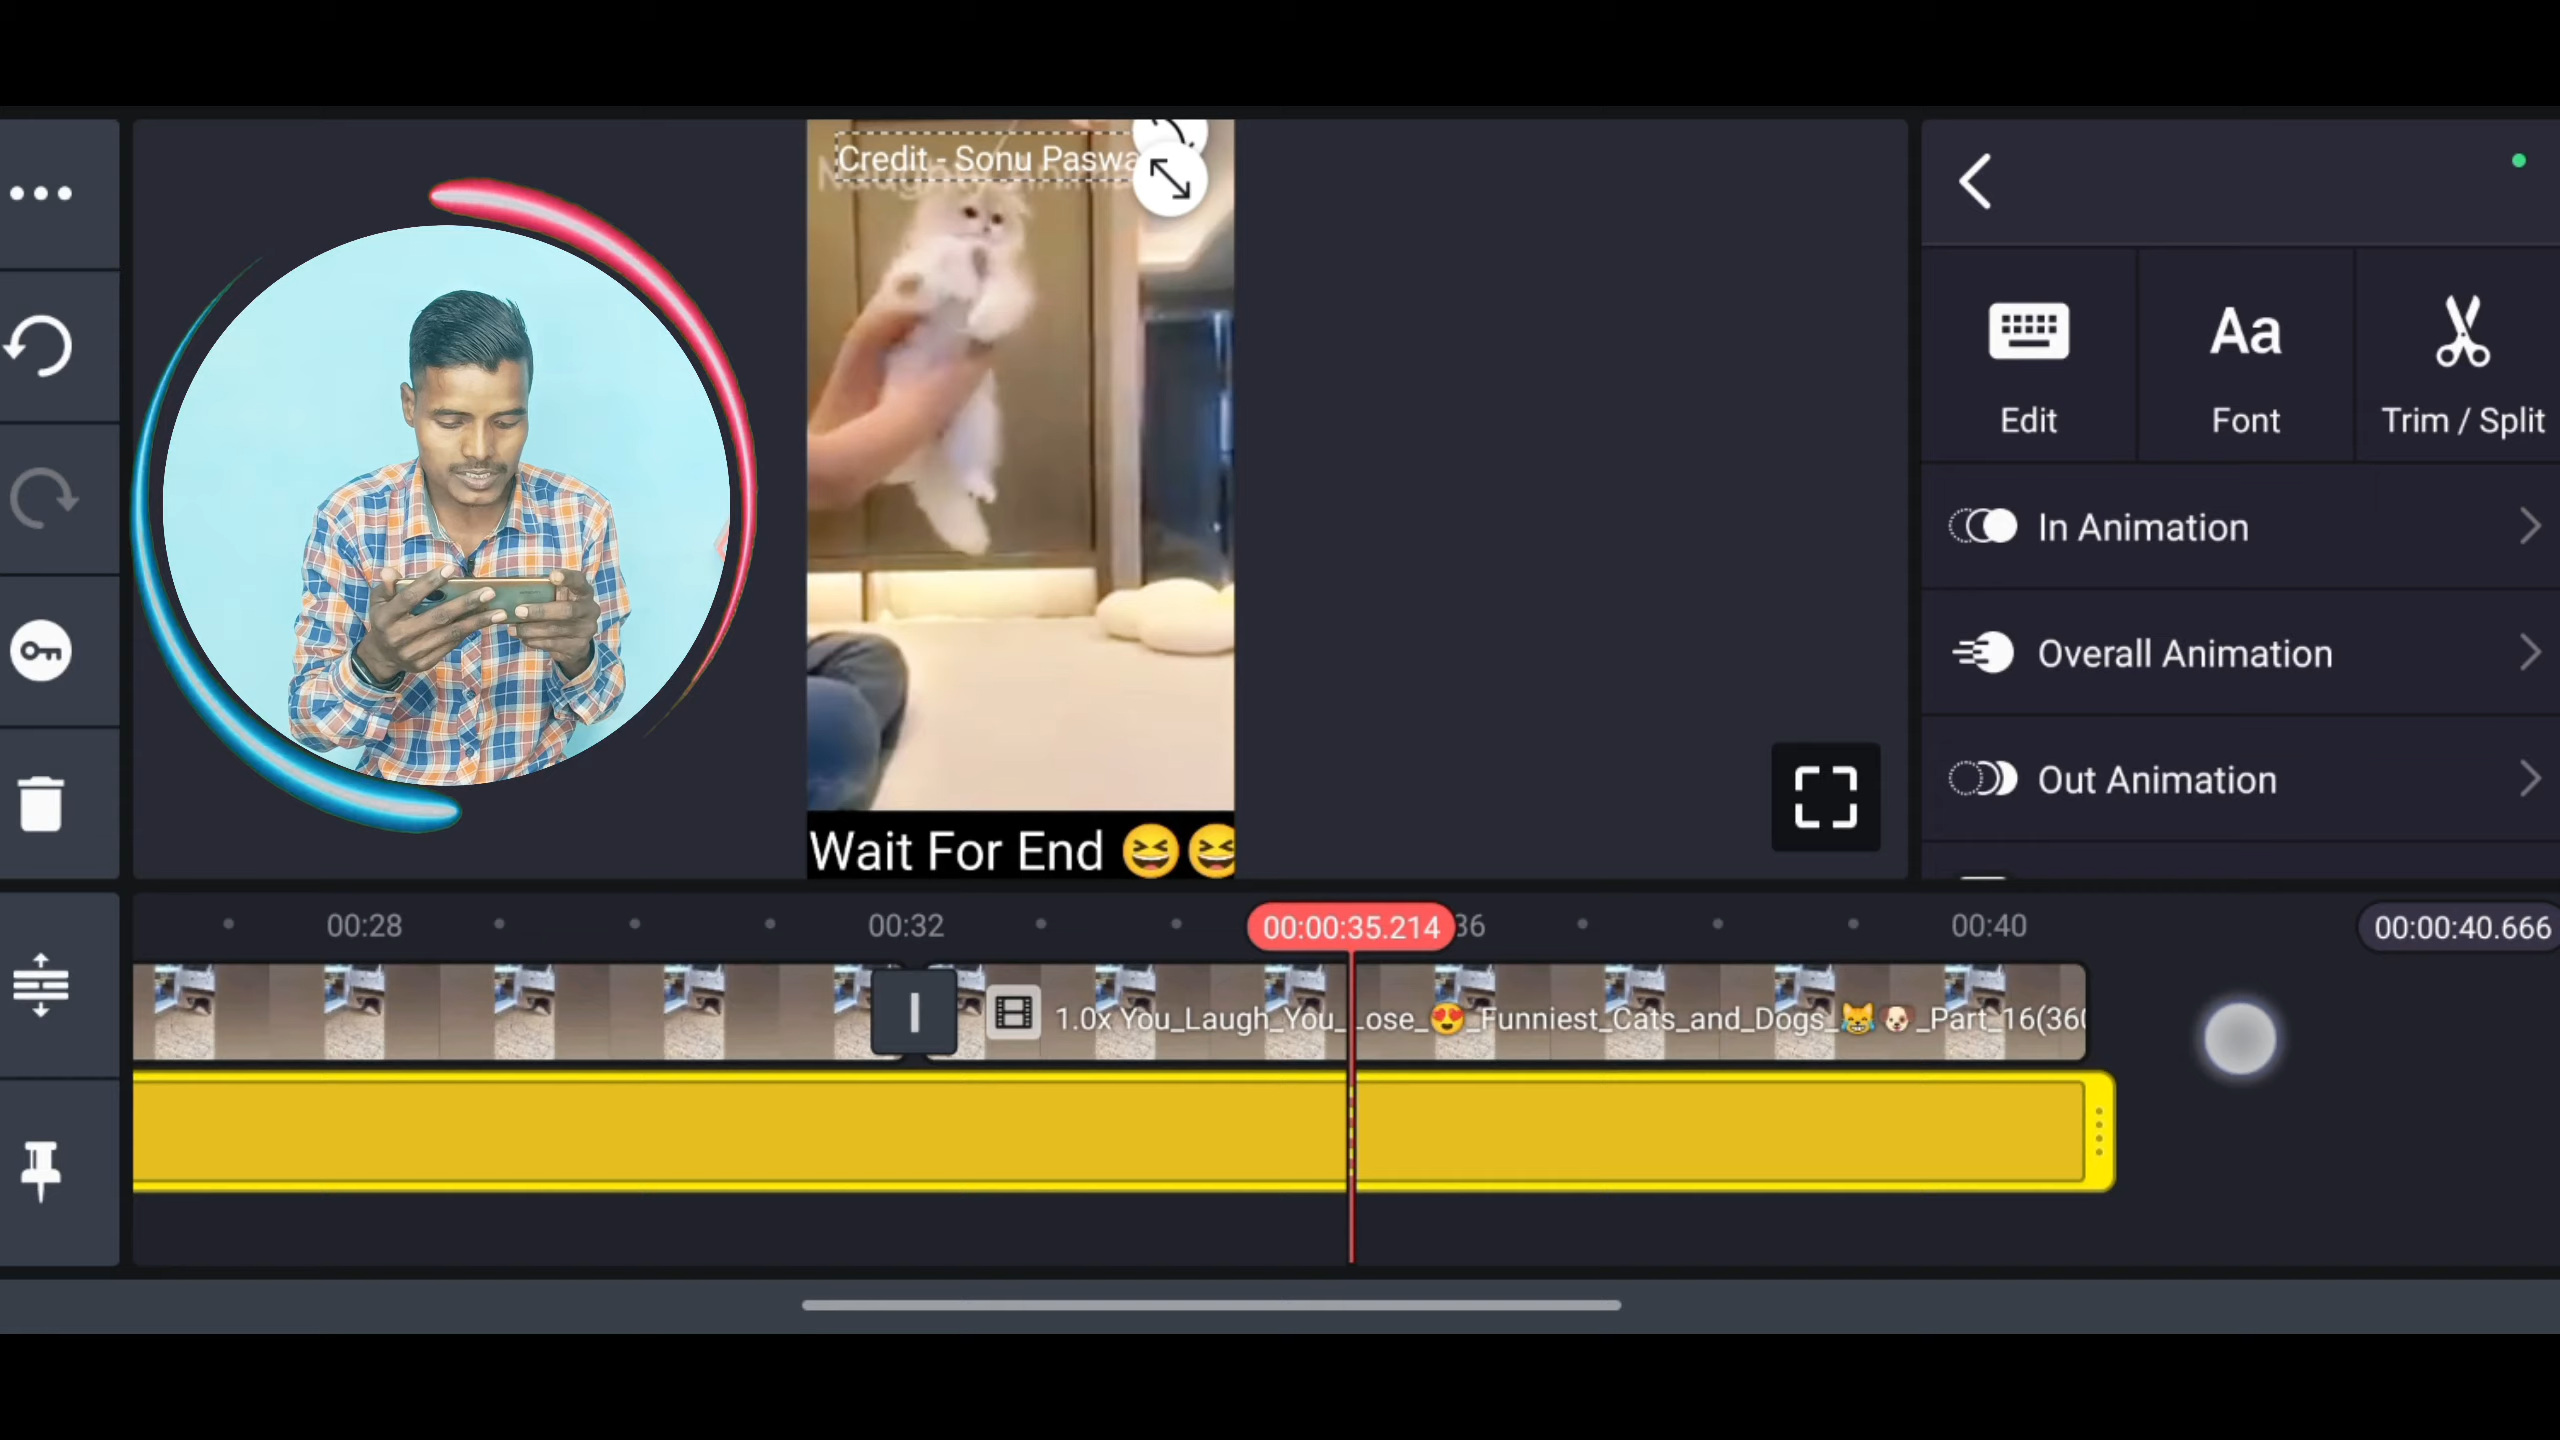 Credit - Sonu Paswa
Wait For End 😆😆
Edit
Font
Trim / Split
In Animation
Overall Animation
Out Animation
00:28
00:32
00:00:35.214
36
00:40
00:00:40.666
1.0x You_Laugh_You_Lose_😍_Funniest_Cats_and_Dogs_😹🐶_Part_16(360